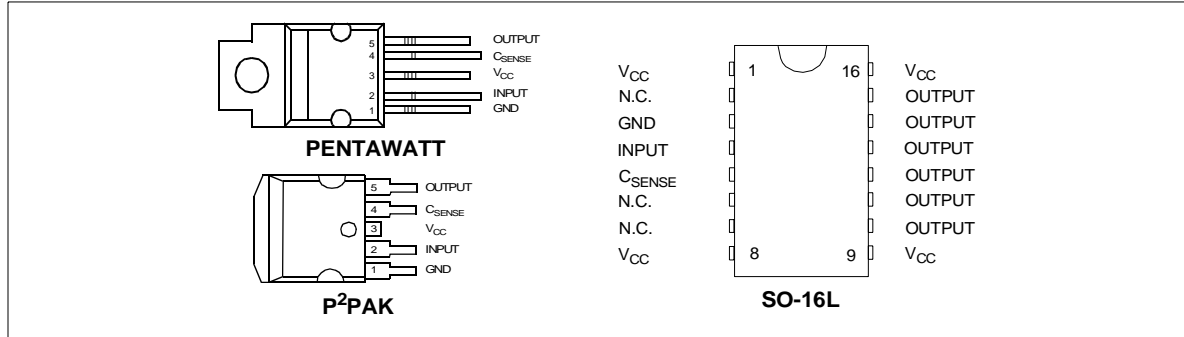 5 OUTPUT
4 CSENSE
3 VCC
2 INPUT
1 GND
PENTAWATT
5 OUTPUT
4 CSENSE
3 VCC
2 INPUT
1 GND
P²PAK
VCC 1 16 VCC
N.C. OUTPUT
GND OUTPUT
INPUT OUTPUT
CSENSE OUTPUT
N.C. OUTPUT
N.C. OUTPUT
VCC 8 9 VCC
SO-16L